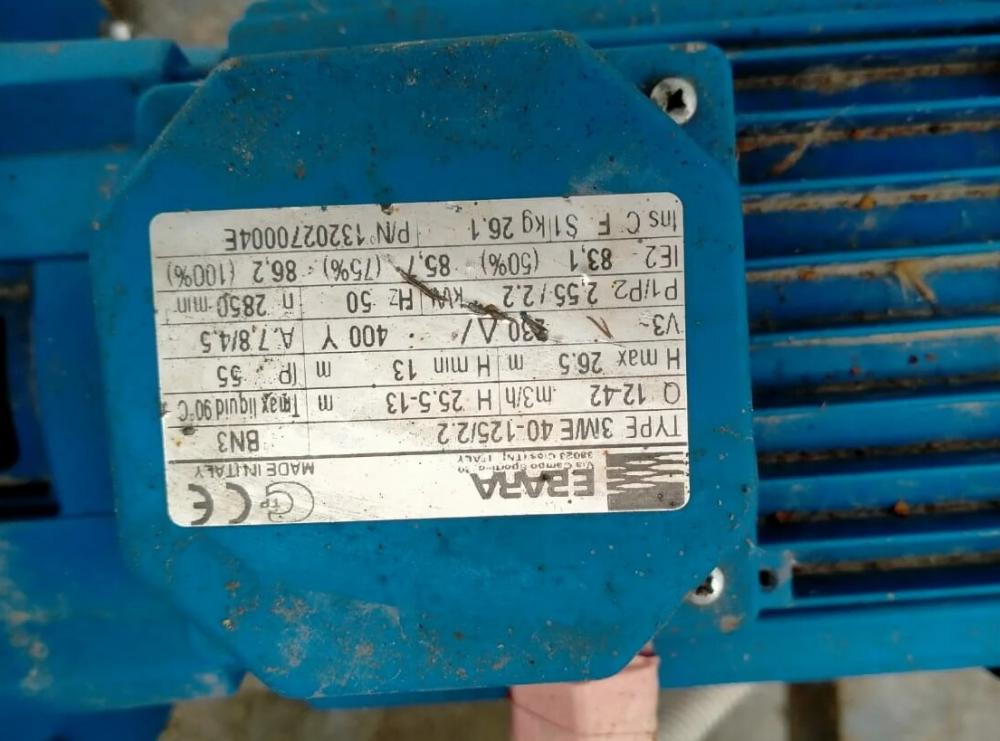 EBARA
Via Campo Sportivo, 30
38023 Cles (TN) ITALY
MADE IN ITALY
CE
TYPE 3M/E 40-125/2.2 BN3
Q 12-42 m3/h H 25.5-13 m Tmax liquid 90°C
H max 26.5 m H min 13 m IP 55
V3~ 230 Δ / 400 Y A. 7,8/4.5
P1/P2 2.55/2.2 kW Hz 50 n 2850 min
IE2 83,1 (50%) 85,7 (75%) 86,2 (100%)
Ins C F S1 kg 26.1 P/N°1320270004E